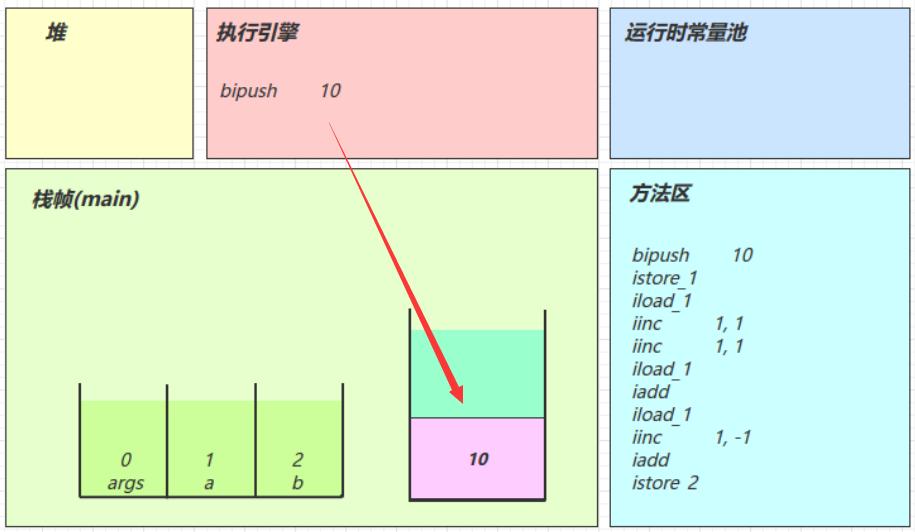 堆
执行引擎
bipush 10
运行时常量池
栈帧(main)
0 1 2
args a b
10
方法区
bipush 10
istore_1
iload_1
iinc 1, 1
iinc 1, 1
iload_1
iadd
iload_1
iinc 1, -1
iadd
istore 2